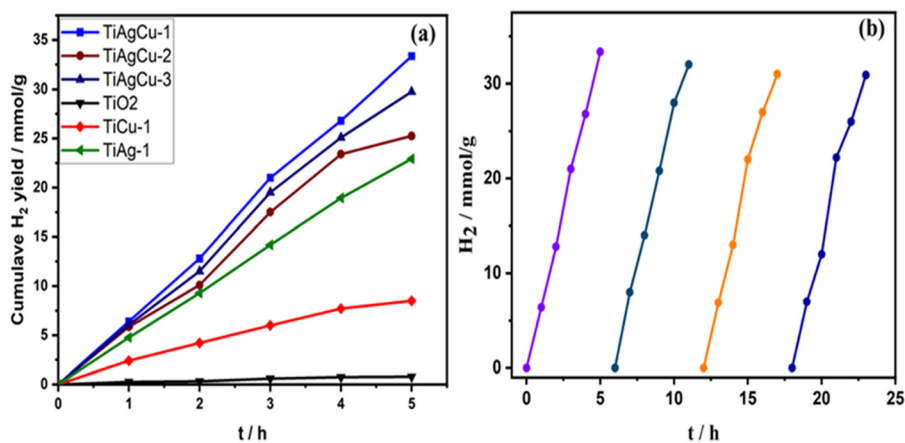 (a)
TiAgCu-1
TiAgCu-2
TiAgCu-3
TiO2
TiCu-1
TiAg-1
Cumulave H2 yield / mmol/g
35
30
25
20
15
10
5
0
0 1 2 3 4 5
t / h
(b)
H2 / mmol/g
30
20
10
0
0 5 10 15 20 25
t / h